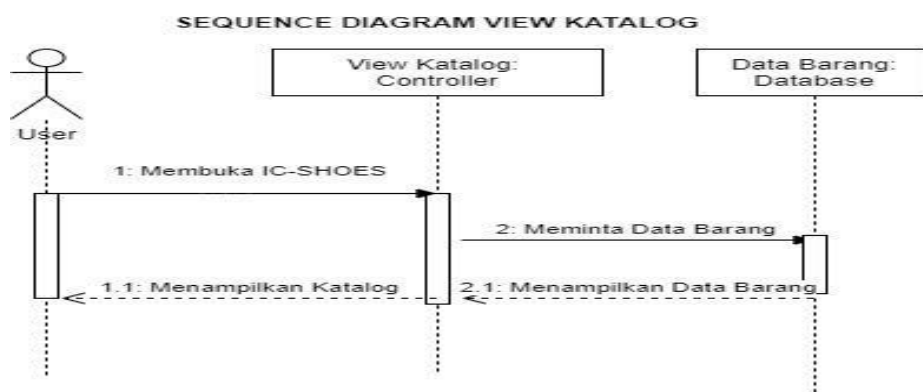 SEQUENCE DIAGRAM VIEW KATALOG
View Katalog:
Controller
Data Barang:
Database
User
1: Membuka IC-SHOES
2: Meminta Data Barang
1.1: Menampilkan Katalog
2.1: Menampilkan Data Barang